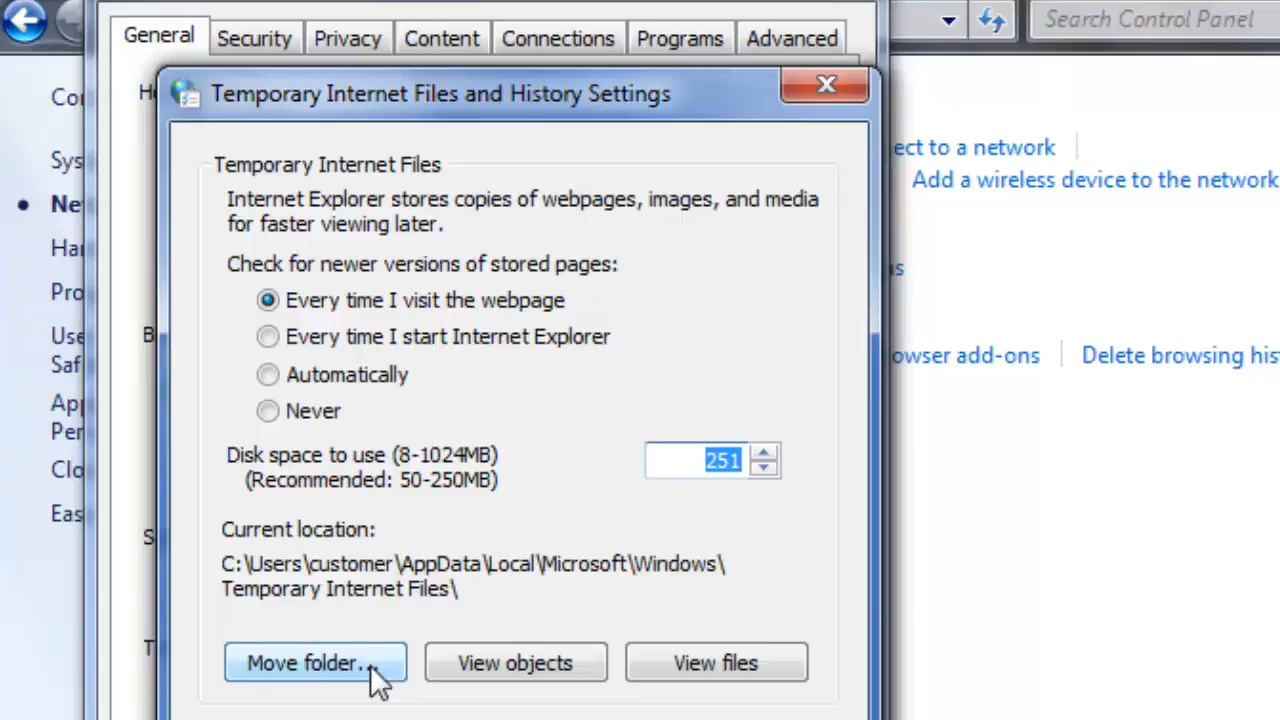 Search Control Panel
General
Security
Privacy
Content
Connections
Programs
Advanced
Temporary Internet Files and History Settings
Temporary Internet Files
Internet Explorer stores copies of webpages, images, and media
for faster viewing later.
Check for newer versions of stored pages:
Every time I visit the webpage
Every time I start Internet Explorer
Automatically
Never
Disk space to use (8-1024MB)
(Recommended: 50-250MB)
251
Current location:
C:\Users\customer\AppData\Local\Microsoft\Windows\
Temporary Internet Files\
Move folder...
View objects
View files
to a network
Add a wireless device to the network
add-ons
Delete browsing